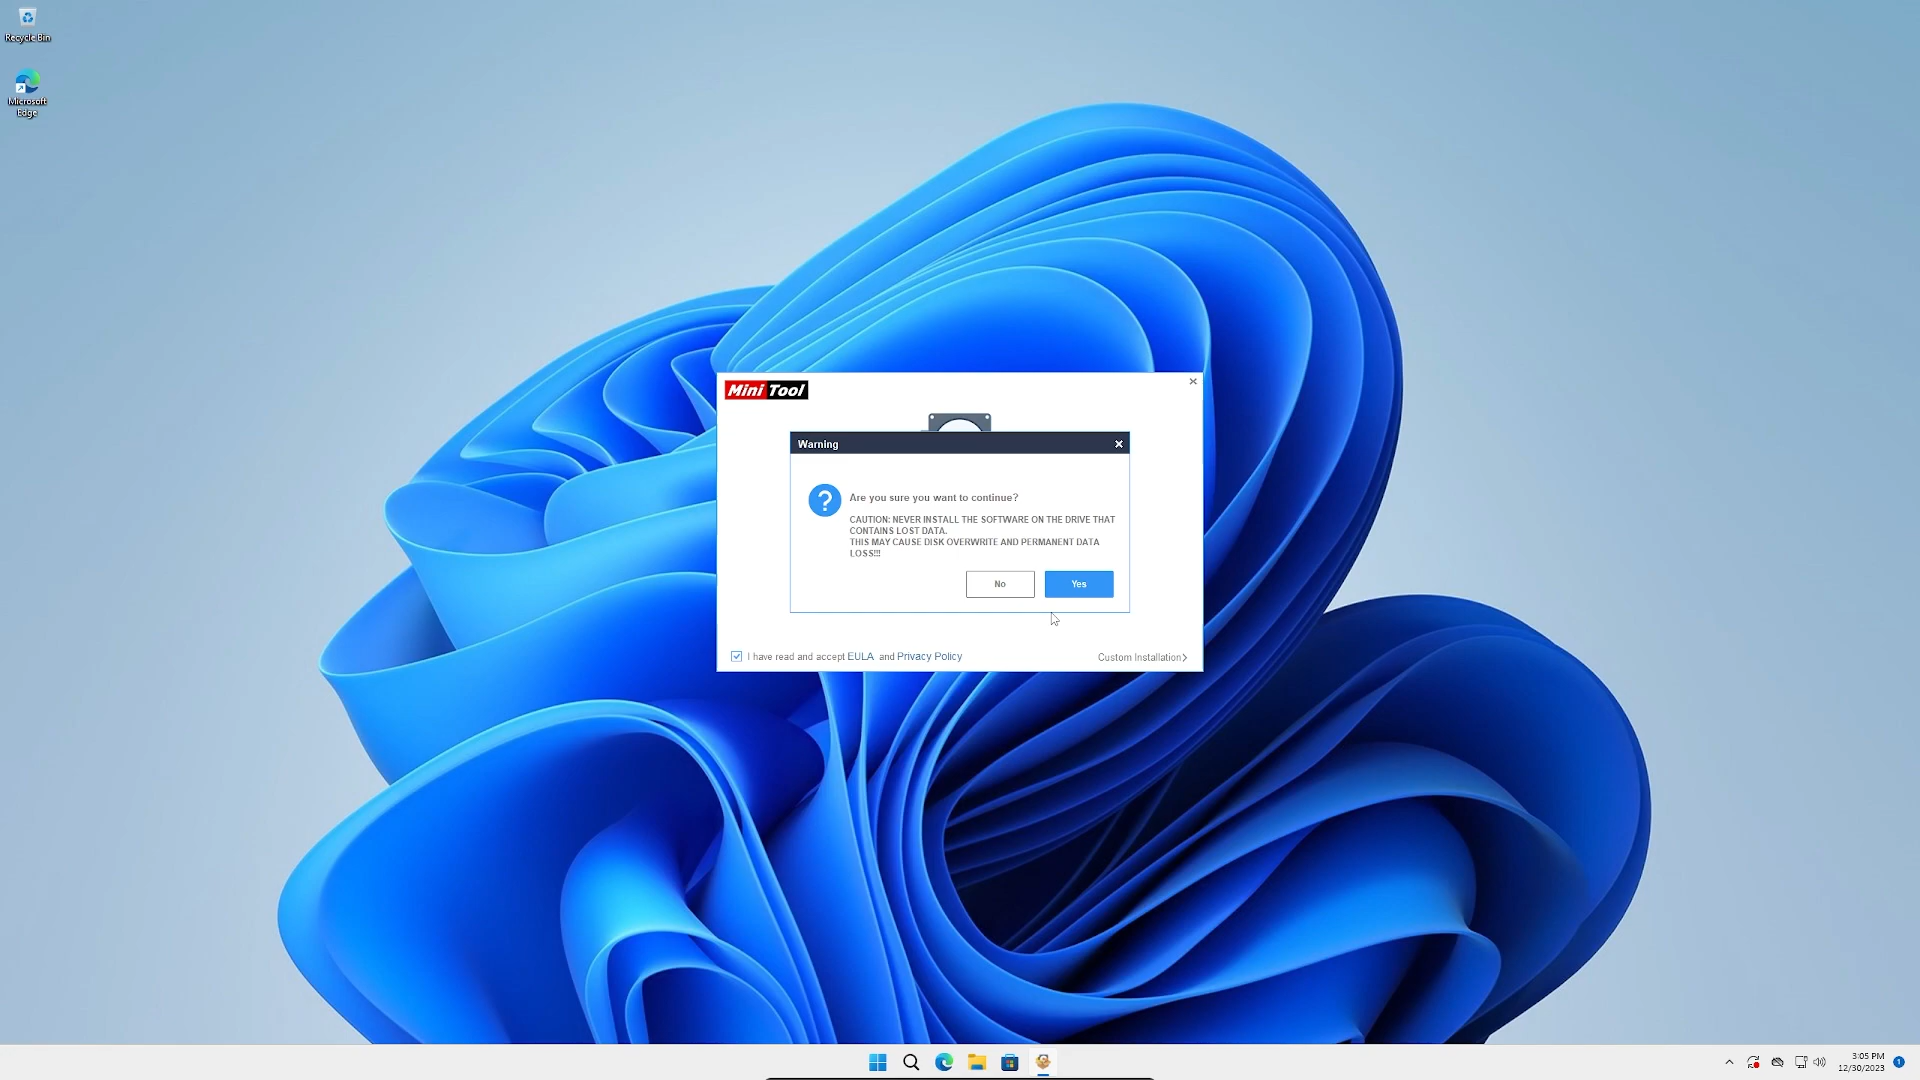 Recycle Bin
Microsoft
Edge
Mini Tool
Warning
Are you sure you want to continue?
CAUTION: NEVER INSTALL THE SOFTWARE ON THE DRIVE THAT
CONTAINS LOST DATA.
THIS MAY CAUSE DISK OVERWRITE AND PERMANENT DATA
LOSS!!!
No
Yes
I have read and accept EULA and Privacy Policy
Custom Installation
3:05 PM
12/30/2023
1